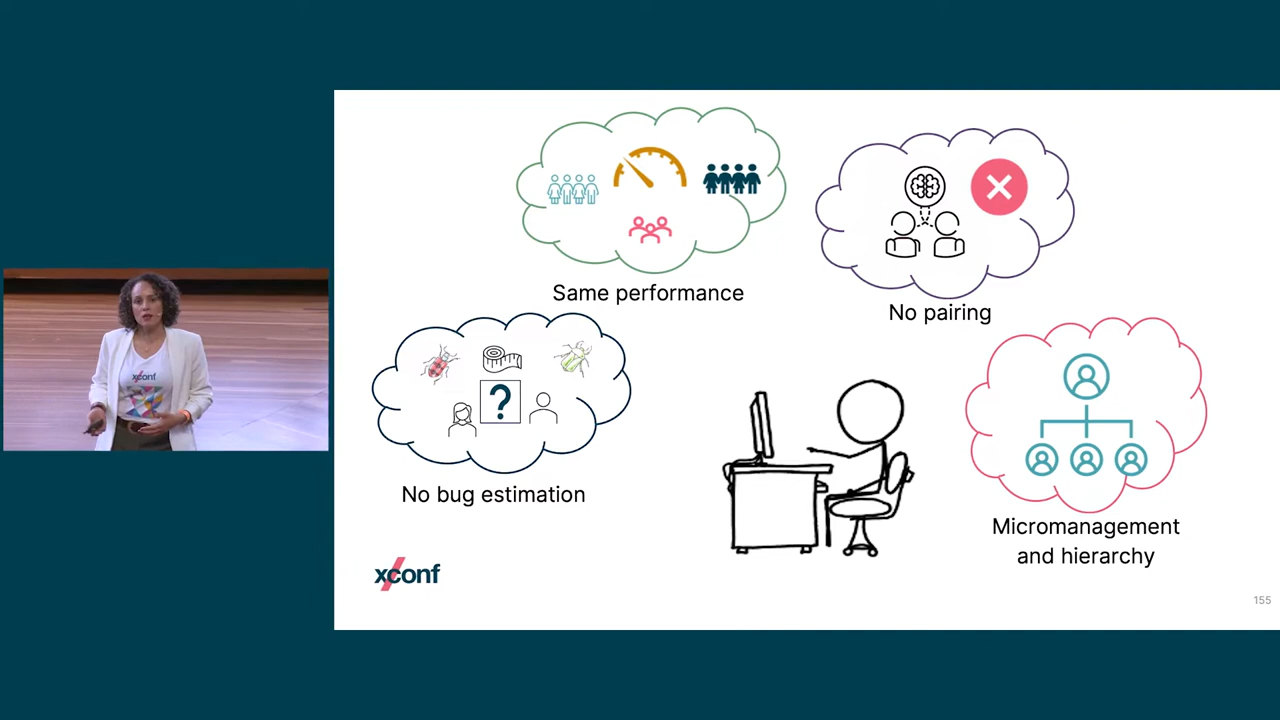 Same performance
No pairing
?
No bug estimation
Micromanagement
and hierarchy
xconf
xconf
155